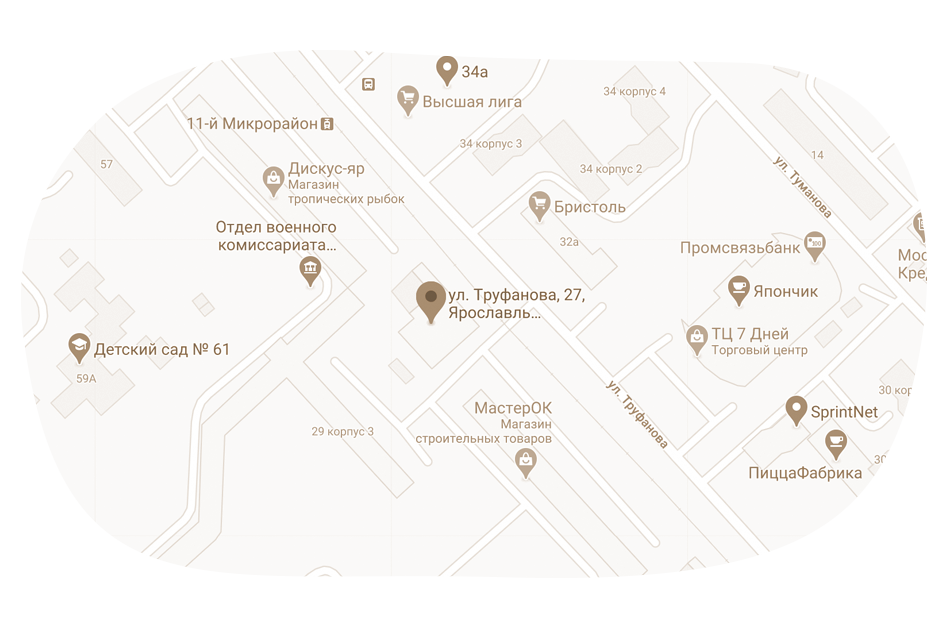 34а
Высшая лига
34 корпус 4
11-й Микрорайон
34 корпус 3
57
14
Дискус-яр
Магазин
тропических рыбок
34 корпус 2
ул. Туманова
Бристоль
Отдел военного
комиссариата...
32а
Промсвязьбанк
Мос
Кре
ул. Труфанова, 27,
Ярославль...
Япончик
ТЦ 7 Дней
Торговый центр
Детский сад № 61
59А
30 кор
МастерОК
Магазин
строительных товаров
29 корпус 3
ул. Труфанова
SprintNet
30
ПиццаФабрика